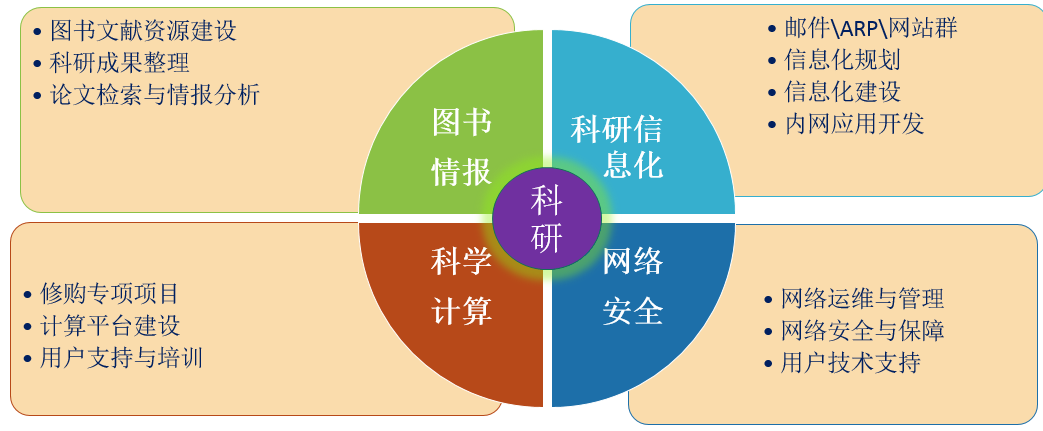 • 图书文献资源建设
• 科研成果整理
• 论文检索与情报分析
• 邮件\ARP\网站群
• 信息化规划
• 信息化建设
• 内网应用开发
图书
情报
科研信
息化
科
研
科学
计算
网络
安全
• 修购专项项目
• 计算平台建设
• 用户支持与培训
• 网络运维与管理
• 网络安全与保障
• 用户技术支持